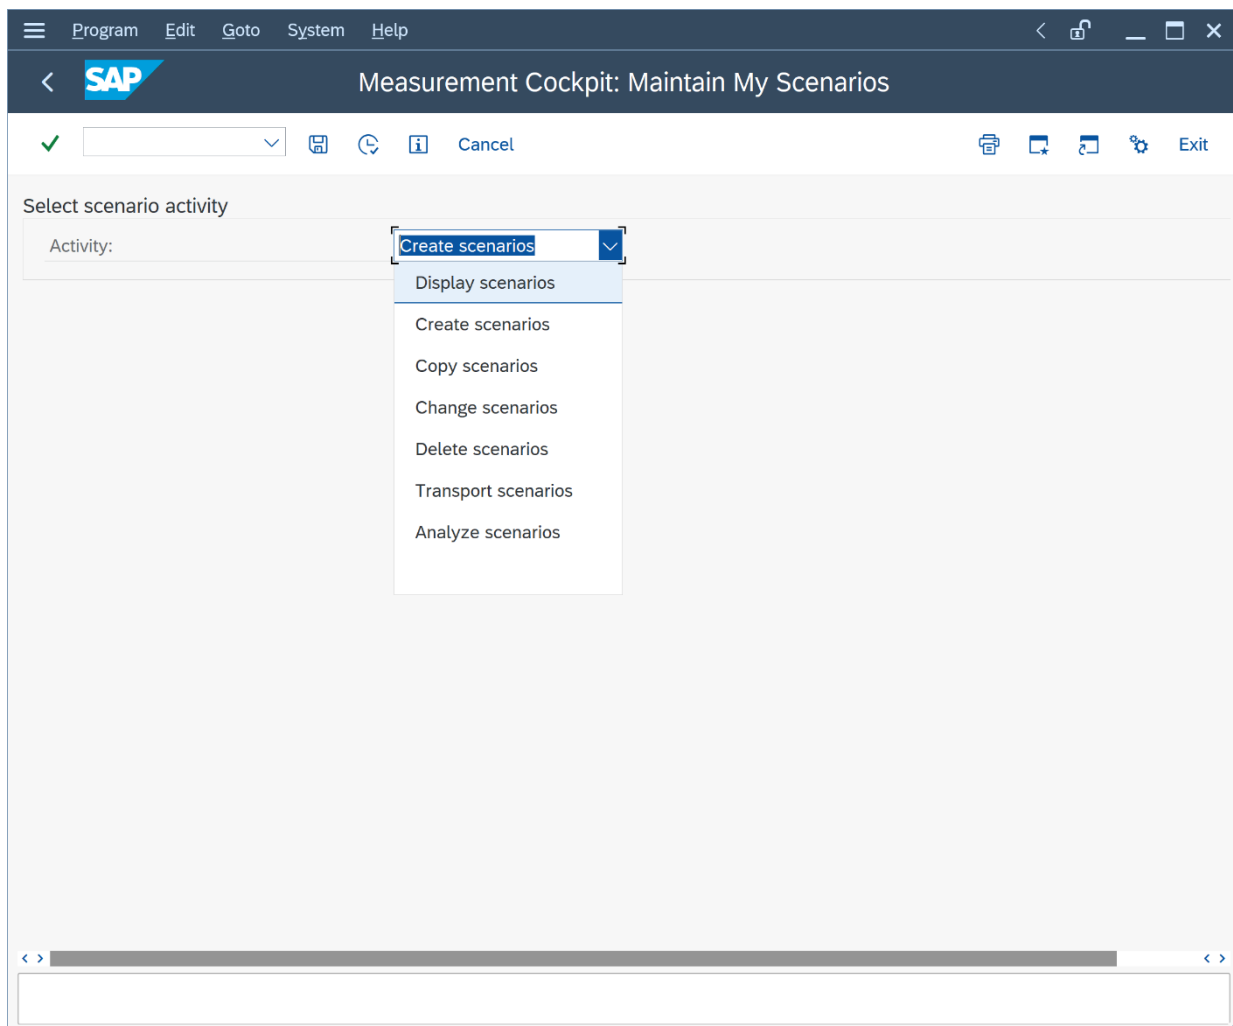 Program Edit Goto System Help
SAP Measurement Cockpit: Maintain My Scenarios
Cancel Exit
Select scenario activity
Activity: Create scenarios
Display scenarios
Create scenarios
Copy scenarios
Change scenarios
Delete scenarios
Transport scenarios
Analyze scenarios